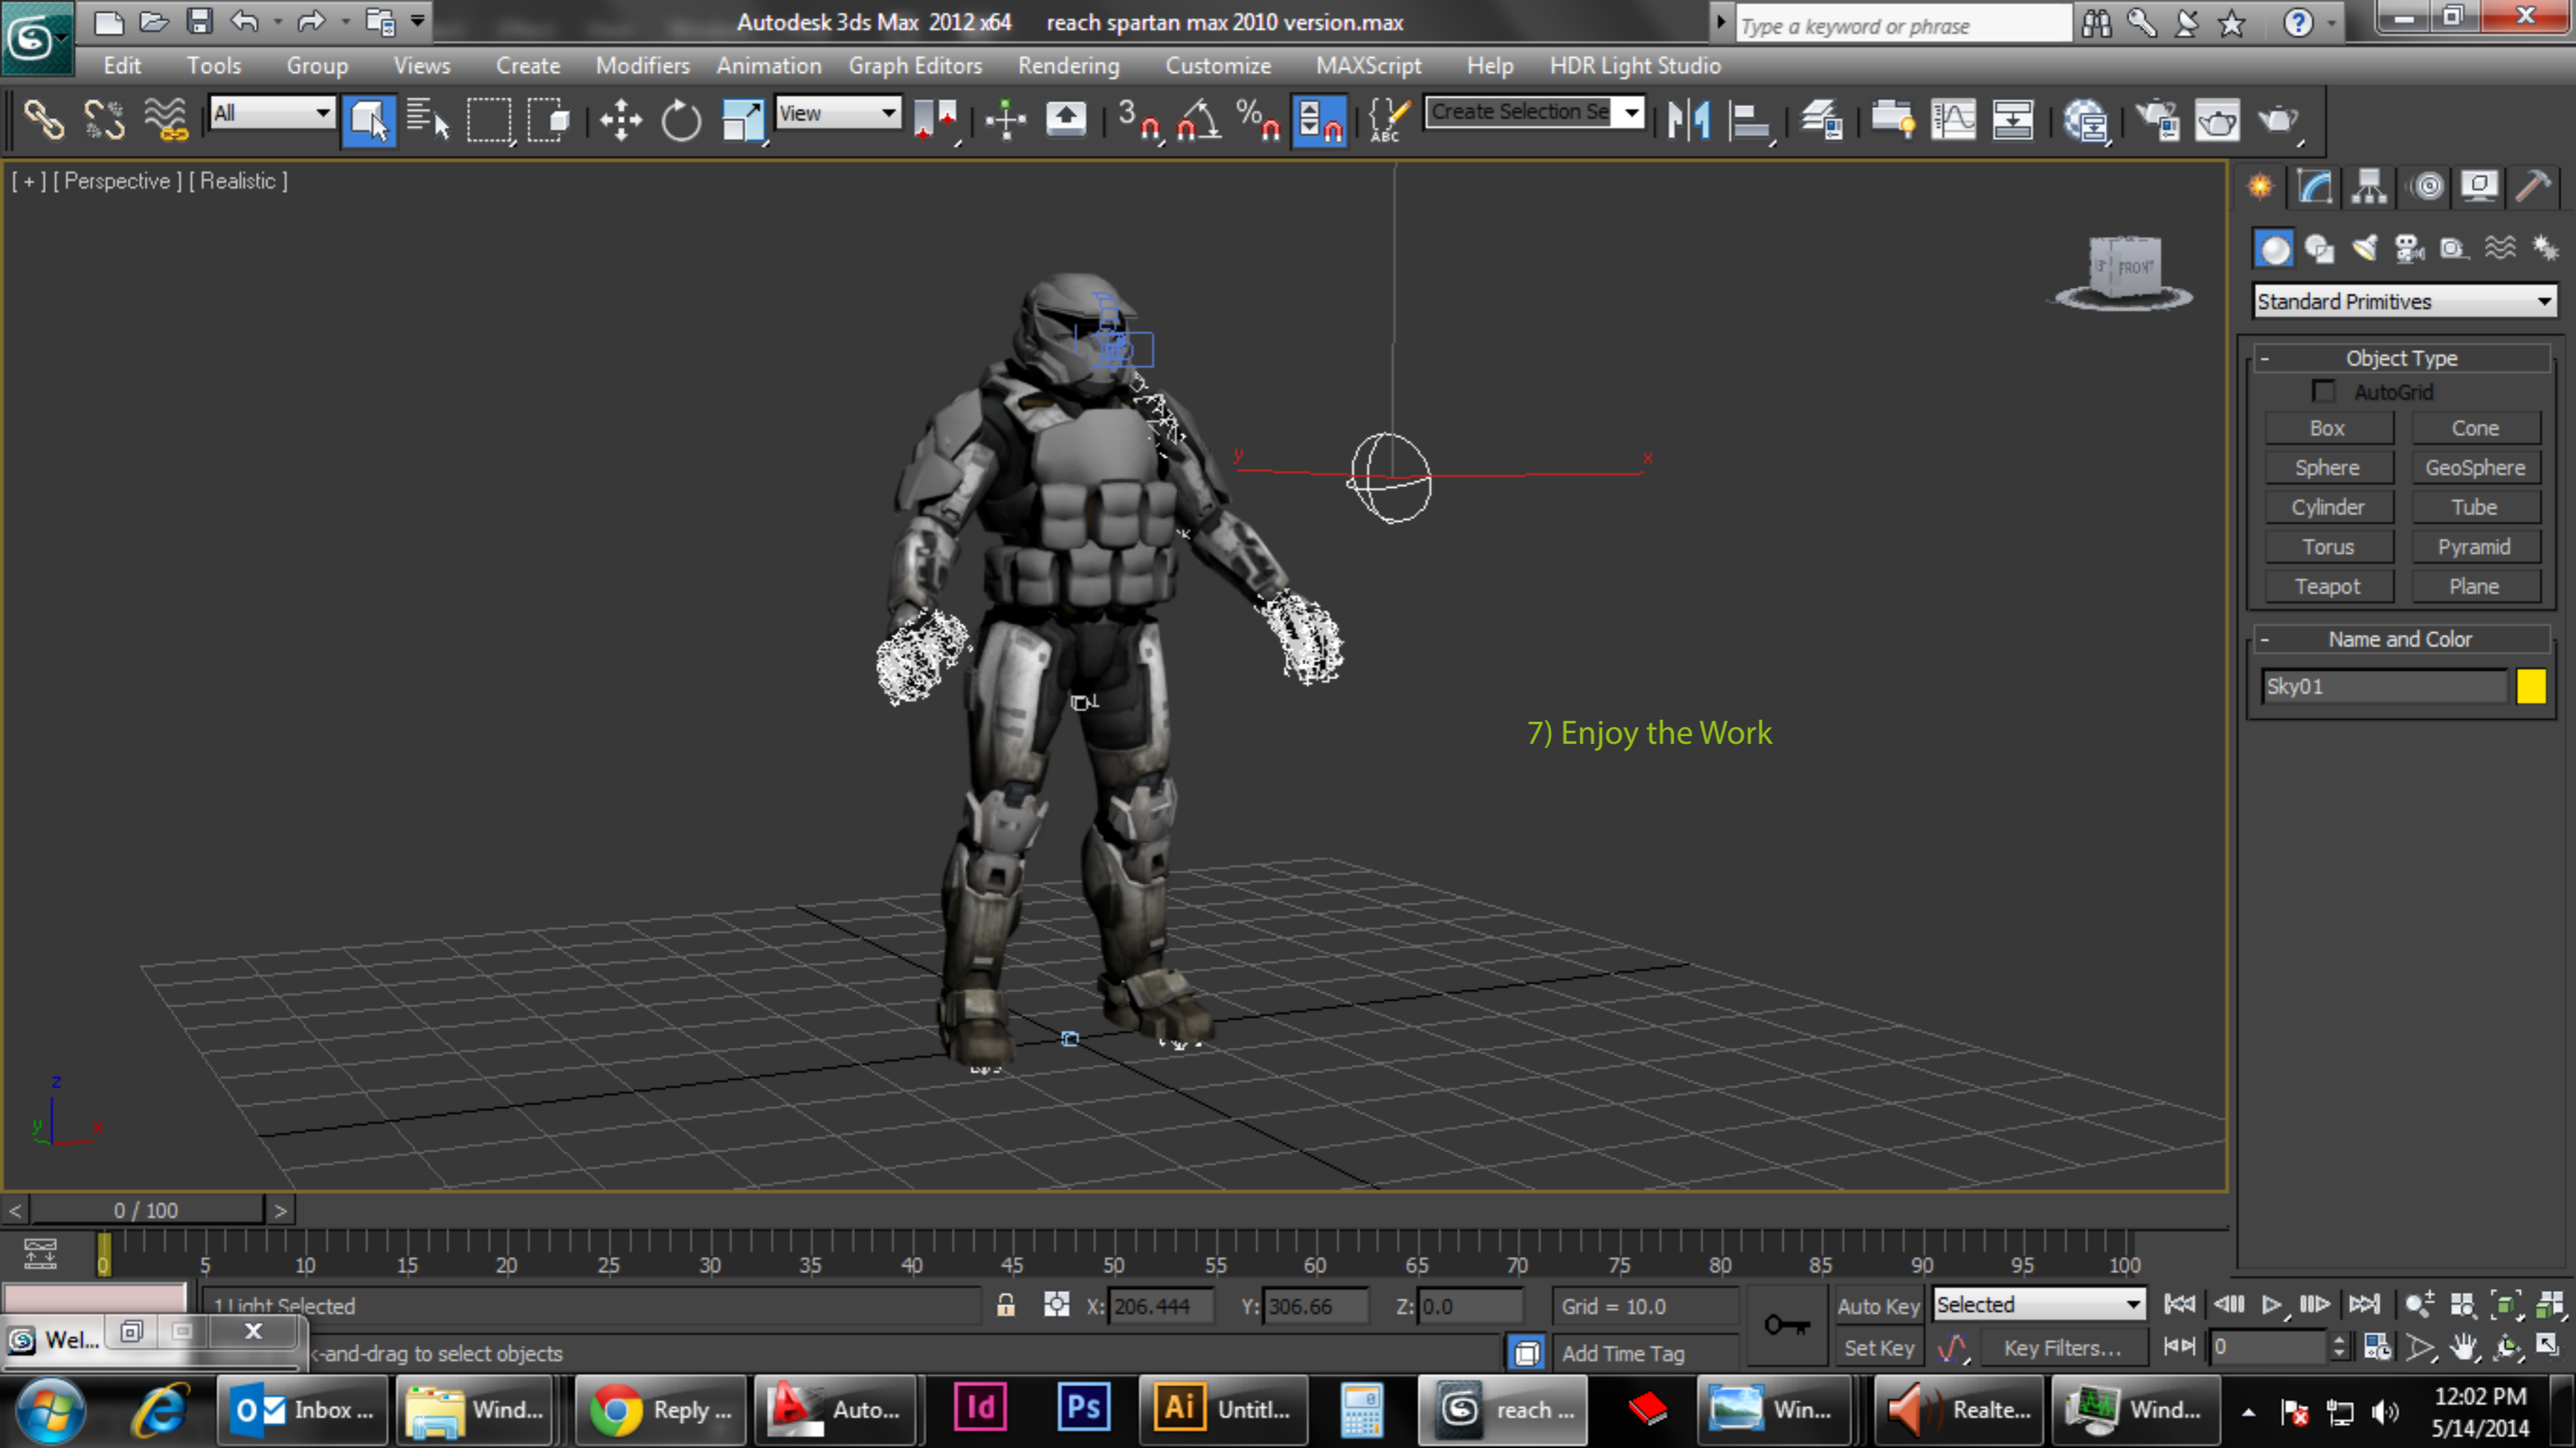 Autodesk 3ds Max 2012 x64 reach spartan max 2010 version.max
Type a keyword or phrase
Edit Tools Group Views Create Modifiers Animation Graph Editors Rendering Customize MAXScript Help HDR Light Studio
All
View
3
%
ABC
Create Selection Se
[ + ] [ Perspective ] [ Realistic ]
FRONT
Standard Primitives
- Object Type
AutoGrid
Box Cone
Sphere GeoSphere
Cylinder Tube
Torus Pyramid
Teapot Plane
- Name and Color
Sky01
y x
7) Enjoy the Work
z
y x
< 0 / 100 >
0 5 10 15 20 25 30 35 40 45 50 55 60 65 70 75 80 85 90 95 100
1 Light Selected X: 206.444 Y: 306.66 Z: 0.0 Grid = 10.0 Auto Key Selected
Wel... X k-and-drag to select objects Add Time Tag Set Key Key Filters... 0
Inbox ... Wind... Reply ... Auto... Id Ps Ai Untitl... reach ... Win... Realte... Wind...
12:02 PM
5/14/2014